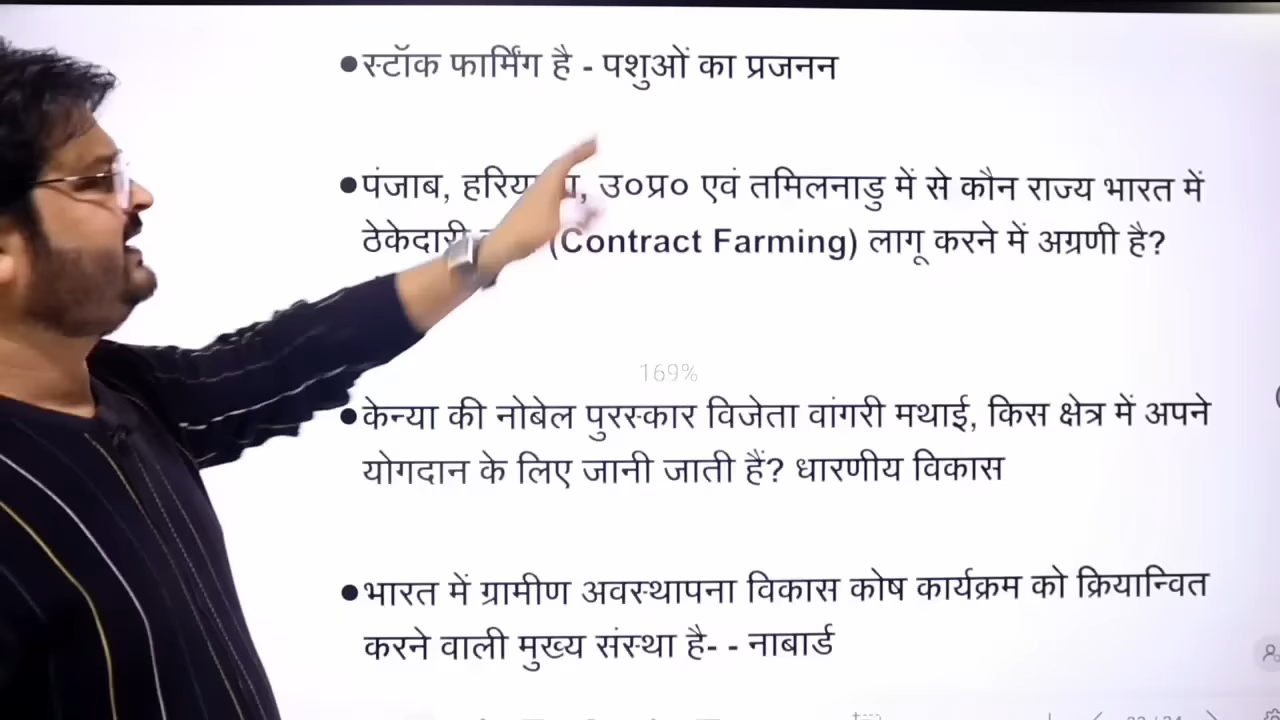 ●स्टॉक फार्मिंग है - पशुओं का प्रजनन
●पंजाब, उ०प्र० एवं तमिलनाडु में से कौन राज्य भारत में
ठेकेदारी (Contract Farming) लागू करने में अग्रणी है?
169%
●केन्या की नोबेल पुरस्कार विजेता वांगरी मथाई, किस क्षेत्र में अपने
योगदान के लिए जानी जाती हैं? धारणीय विकास
●भारत में ग्रामीण अवस्थापना विकास कोष कार्यक्रम को क्रियान्वित
करने वाली मुख्य संस्था है- - नाबार्ड